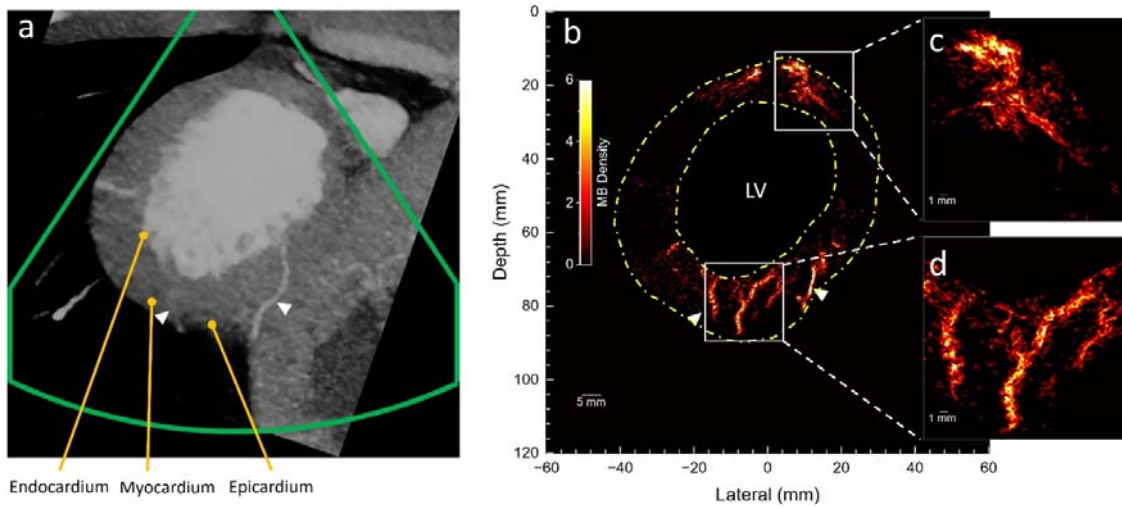 a
Endocardium Myocardium Epicardium
b
0
20
40
60
80
100
120
Depth (mm)
6
4
2
0
MB Density
LV
5 mm
−60 −40 −20 0 20 40 60
Lateral (mm)
c
1 mm
d
1 mm